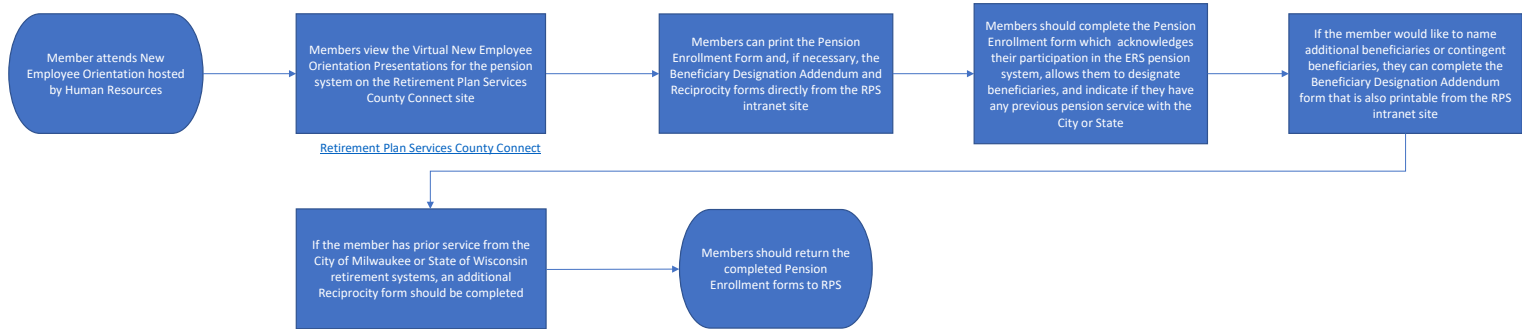 Member attends New
Employee Orientation hosted
by Human Resources
Members view the Virtual New Employee
Orientation Presentations for the pension
system on the Retirement Plan Services
County Connect site
Retirement Plan Services County Connect
Members can print the Pension
Enrollment Form and, if necessary, the
Beneficiary Designation Addendum and
Reciprocity forms directly from the RPS
intranet site
Members should complete the Pension
Enrollment form which  acknowledges
their participation in the ERS pension
system, allows them to designate
beneficiaries, and indicate if they have
any previous pension service with the
City or State
If the member would like to name
additional beneficiaries or contingent
beneficiaries, they can complete the
Beneficiary Designation Addendum
form that is also printable from the RPS
intranet site
If the member has prior service from the
City of Milwaukee or State of Wisconsin
retirement systems, an additional
Reciprocity form should be completed
Members should return the
completed Pension
Enrollment forms to RPS